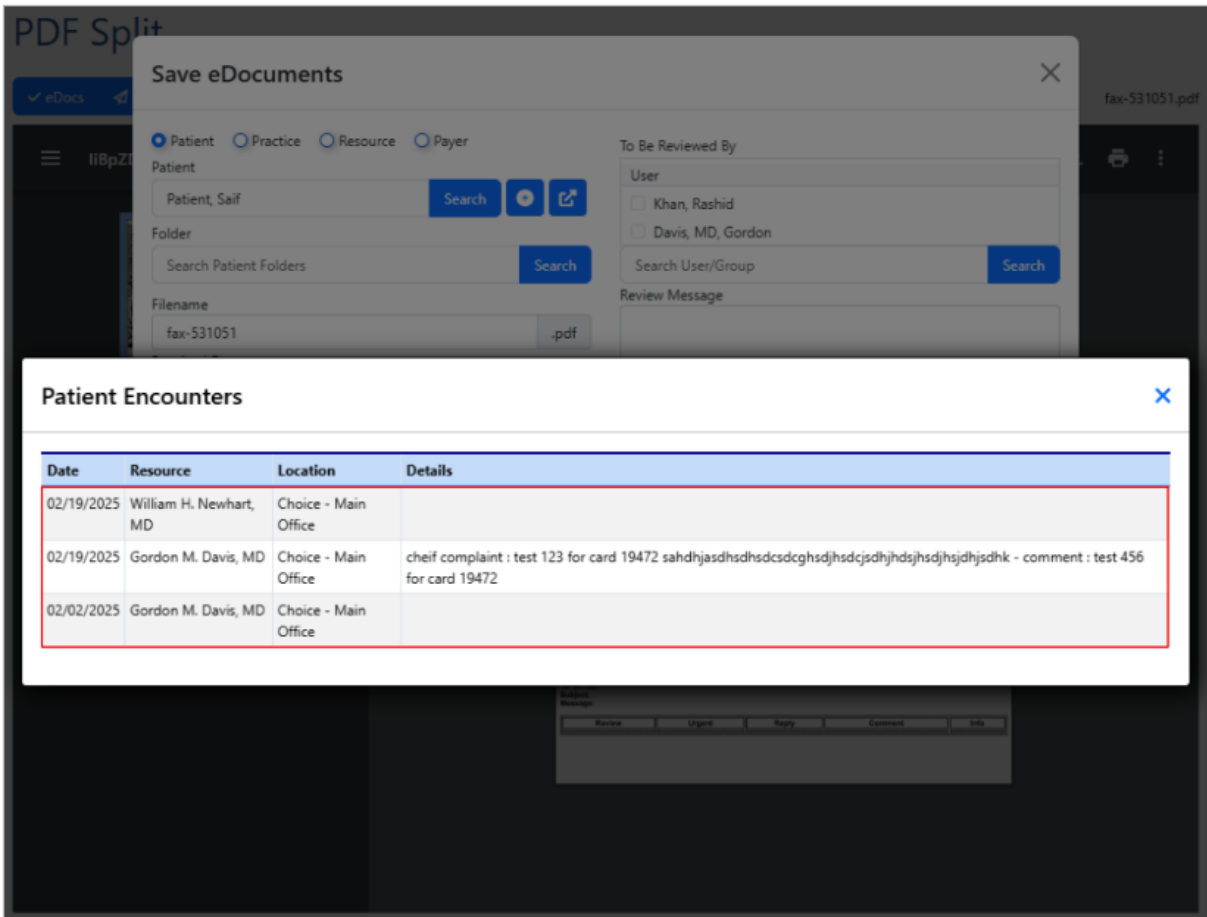 PDF Split
Save eDocuments
eDocs
fax-531051.pdf
Patient Practice Resource Payer
To Be Reviewed By
Patient
User
Patient, Saif Search
Khan, Rashid
Folder
Davis, MD, Gordon
Search Patient Folders Search
Search User/Group Search
Filename
Review Message
fax-531051 .pdf
Patient Encounters
Date Resource Location Details
02/19/2025 William H. Newhart, Choice - Main
MD Office
02/19/2025 Gordon M. Davis, MD Choice - Main cheif complaint : test 123 for card 19472 sahdhjasdhsdhsdcsdcghsdjhsdcjsdhjhdsjhsdjhsjdhjsdhk - comment : test 456
Office for card 19472
02/02/2025 Gordon M. Davis, MD Choice - Main
Office
Subject:
Message:
Review Urgent Reply Comment Info